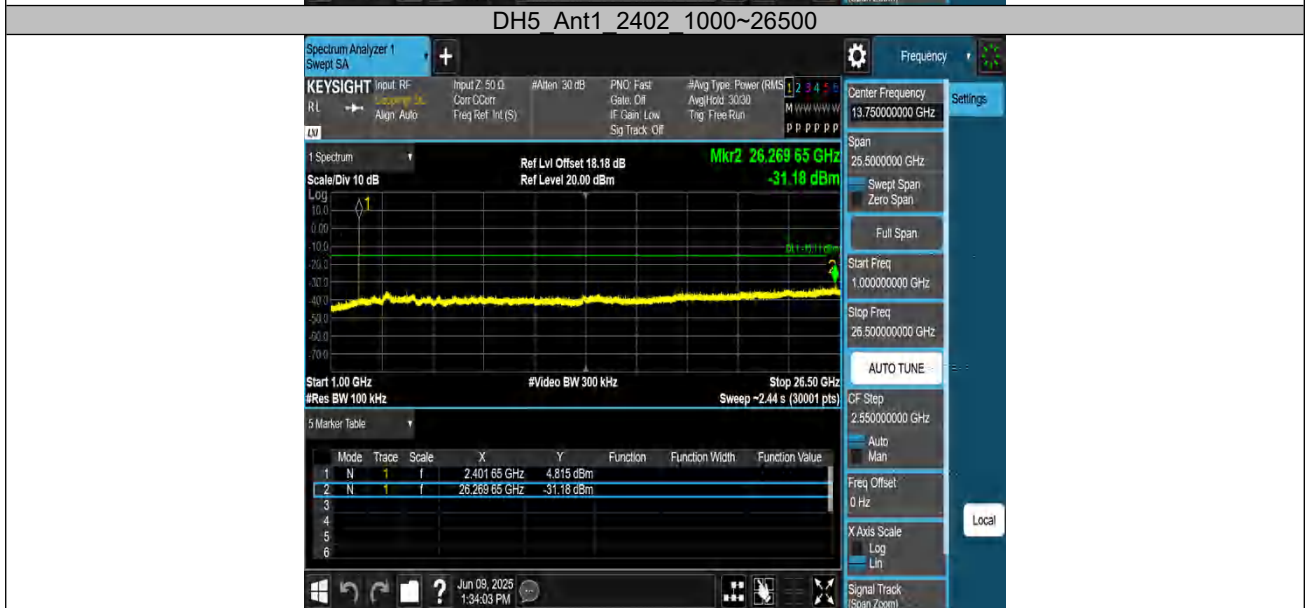 DH5_Ant1_2402_1000~26500
Spectrum Analyzer 1
Swept SA
+
Frequency
Settings
KEYSIGHT
RL
LXI
Input: RF
Align: Auto
Input Z: 50 Ω
Corr CCorr
Freq Ref: Int (S)
#Atten: 30 dB
PNO: Fast
Gate: Off
IF Gain: Low
Sig Track: Off
#Avg Type: Power (RMS
Avg|Hold: 30/30
Trig: Free Run
1 2 3 4 5 6
M W W W W W
P P P P P P
1 Spectrum
Scale/Div 10 dB
Ref Lvl Offset 18.18 dB
Ref Level 20.00 dBm
Mkr2 26.269 65 GHz
-31.18 dBm
Log
10.0
0.00
-10.0
-20.0
-30.0
-40.0
-50.0
-60.0
-70.0
1
2
Start 1.00 GHz
#Res BW 100 kHz
#Video BW 300 kHz
Stop 26.50 GHz
Sweep ~2.44 s (30001 pts)
5 Marker Table
Mode Trace Scale X Y Function Function Width Function Value
1 N 1 f 2.401 65 GHz 4.815 dBm
2 N 1 f 26.269 65 GHz -31.18 dBm
3
4
5
6
Center Frequency
13.750000000 GHz
Span
25.5000000 GHz
Swept Span
Zero Span
Full Span
Start Freq
1.000000000 GHz
Stop Freq
26.500000000 GHz
AUTO TUNE
CF Step
2.550000000 GHz
Auto
Man
Freq Offset
0 Hz
X Axis Scale
Log
Lin
Signal Track
(Span Zoom)
Local
?
Jun 09, 2025
1:34:03 PM